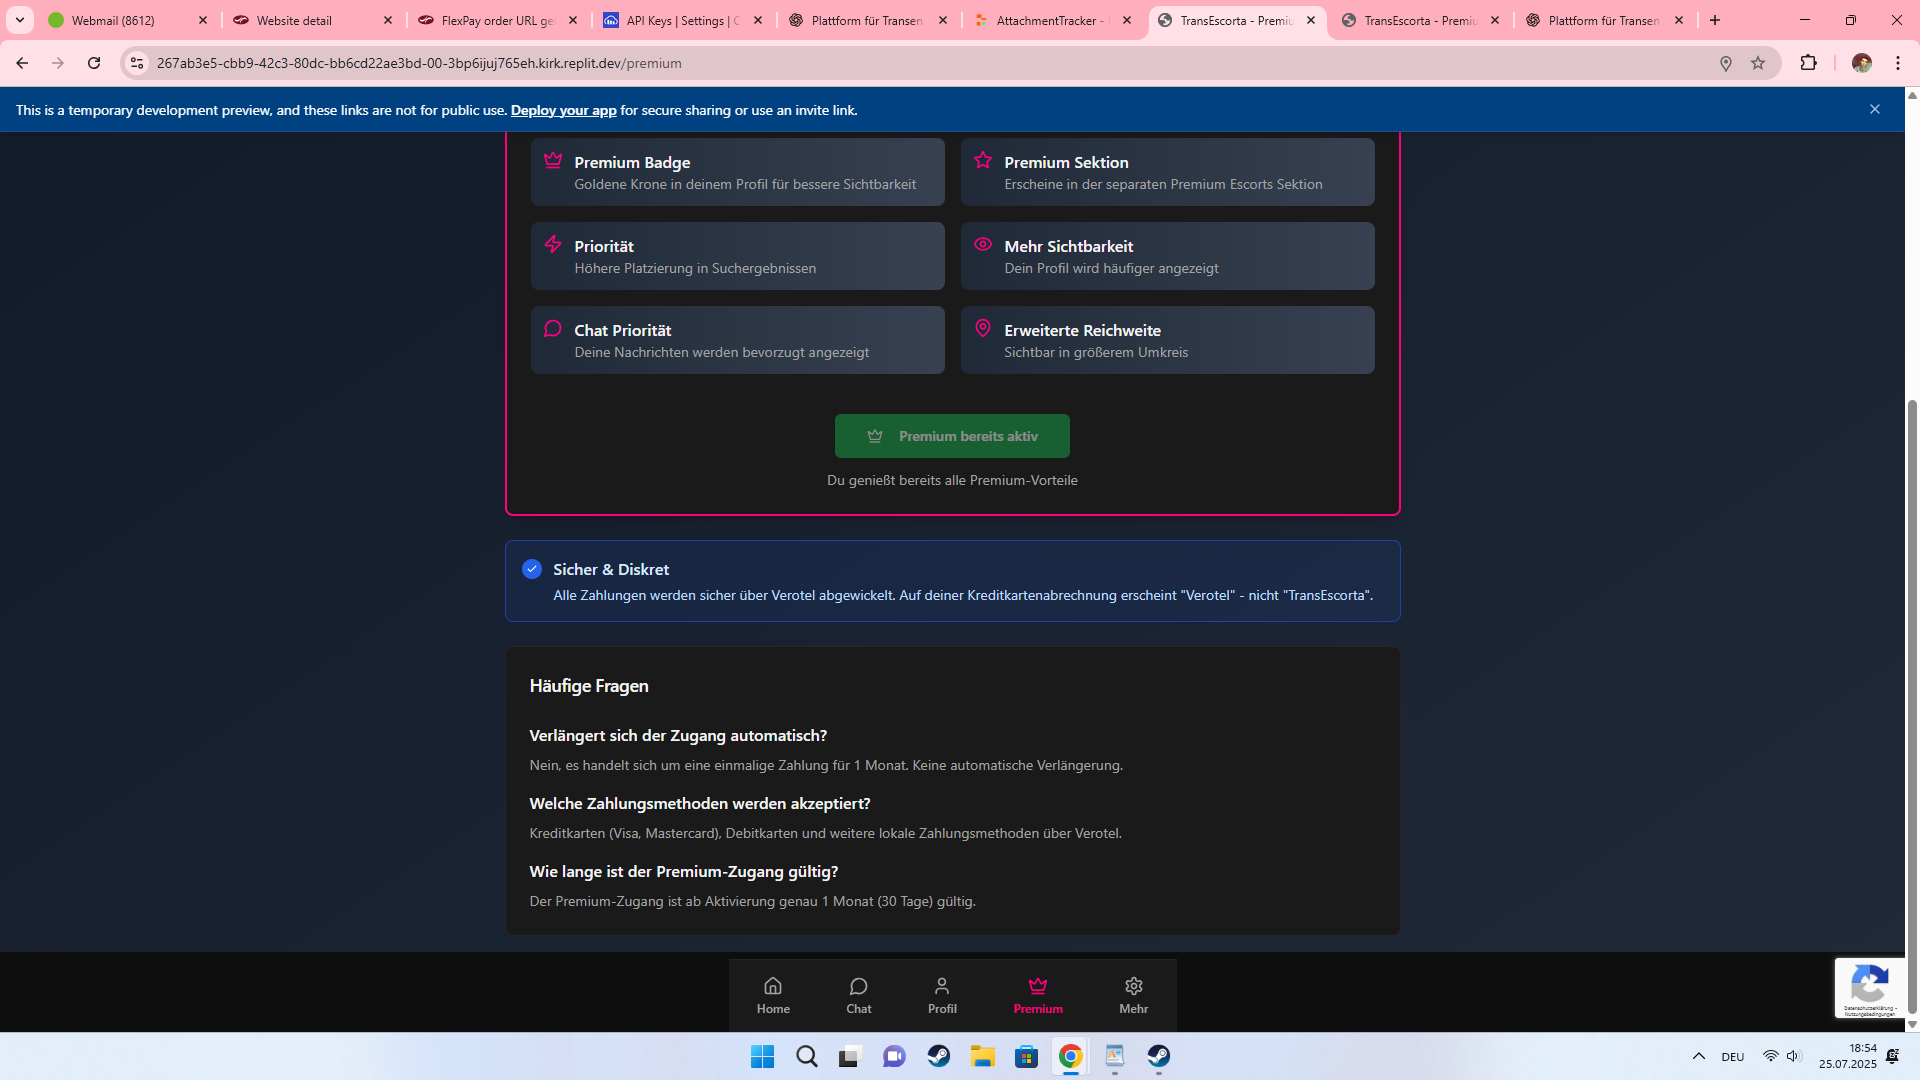 Webmail (8612)
Website detail
FlexPay order URL ge
API Keys | Settings | C
Plattform für Transen
AttachmentTracker -
TransEscorta - Premiu
TransEscorta - Premiu
Plattform für Transen
267ab3e5-cbb9-42c3-80dc-bb6cd22ae3bd-00-3bp6ijuj765eh.kirk.replit.dev/premium
This is a temporary development preview, and these links are not for public use. Deploy your app for secure sharing or use an invite link.
Premium Badge
Goldene Krone in deinem Profil für bessere Sichtbarkeit
Premium Sektion
Erscheine in der separaten Premium Escorts Sektion
Priorität
Höhere Platzierung in Suchergebnissen
Mehr Sichtbarkeit
Dein Profil wird häufiger angezeigt
Chat Priorität
Deine Nachrichten werden bevorzugt angezeigt
Erweiterte Reichweite
Sichtbar in größerem Umkreis
Premium bereits aktiv
Du genießt bereits alle Premium-Vorteile
Sicher & Diskret
Alle Zahlungen werden sicher über Verotel abgewickelt. Auf deiner Kreditkartenabrechnung erscheint "Verotel" - nicht "TransEscorta".
Häufige Fragen
Verlängert sich der Zugang automatisch?
Nein, es handelt sich um eine einmalige Zahlung für 1 Monat. Keine automatische Verlängerung.
Welche Zahlungsmethoden werden akzeptiert?
Kreditkarten (Visa, Mastercard), Debitkarten und weitere lokale Zahlungsmethoden über Verotel.
Wie lange ist der Premium-Zugang gültig?
Der Premium-Zugang ist ab Aktivierung genau 1 Monat (30 Tage) gültig.
Home
Chat
Profil
Premium
Mehr
Datenschutzerklärung -
Nutzungsbedingungen
DEU
18:54
25.07.2025